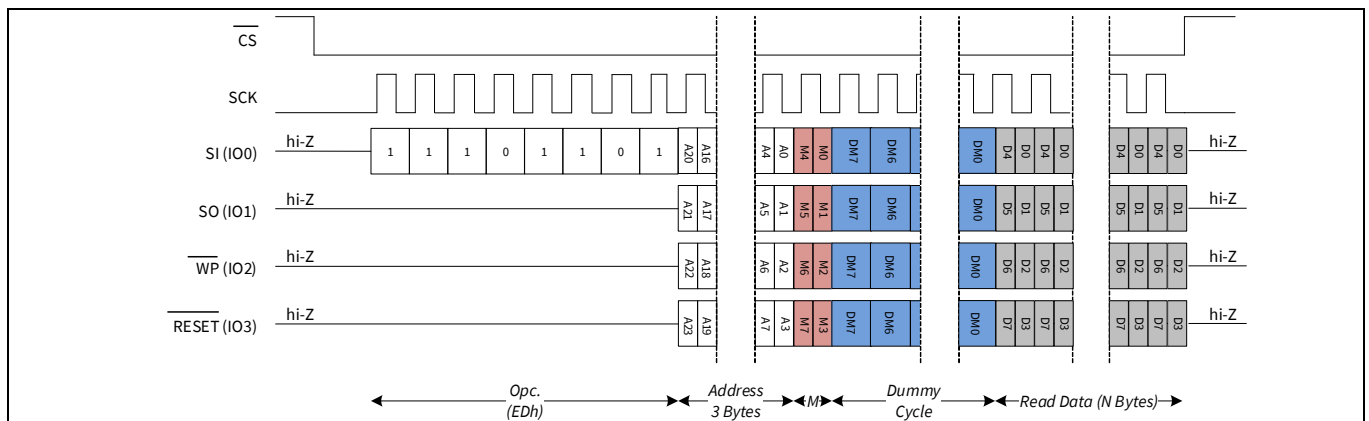 CS
SCK
SI (IO0) hi-Z 1 1 1 0 1 1 0 1 A20 A16 A4 A0 M4 M0 DM7 DM6 DM0 D4 D0 D4 D0 D4 D0 D4 D0 hi-Z
SO (IO1) hi-Z A21 A17 A5 A1 M5 M1 DM7 DM6 DM0 D5 D1 D5 D1 D5 D1 D5 D1 hi-Z
WP (IO2) hi-Z A22 A18 A6 A2 M6 M2 DM7 DM6 DM0 D6 D2 D6 D2 D6 D2 D6 D2 hi-Z
RESET (IO3) hi-Z A23 A19 A7 A3 M7 M3 DM7 DM6 DM0 D7 D3 D7 D3 D7 D3 D7 D3 hi-Z
Opc. Address Dummy
(EDh) 3 Bytes M Cycle Read Data (N Bytes)